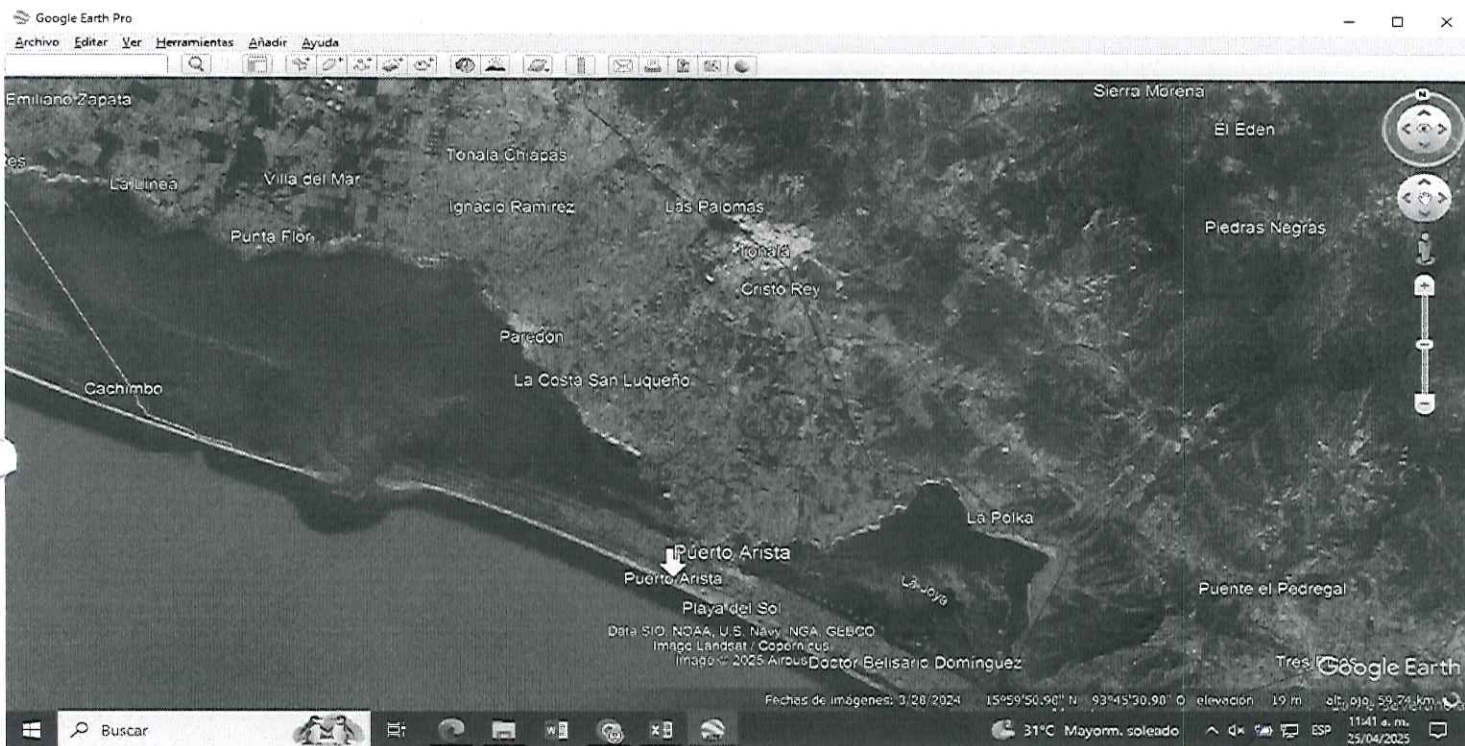 Google Earth Pro
Archivo Editar Ver Herramientas Añadir Ayuda
Emiliano Zapata
Sierra Morena
El Eden
Tonala Chiapas
La Linea
Villa del Mar
Ignacio Ramirez
Las Palomas
Piedras Negras
Punta Flor
Tonalá
Cristo Rey
Paredon
La Costa San Luqueño
Cachimbo
La Polka
Puerto Arista
Puerto Arista
La Joya
Puente el Pedregal
Playa del Sol
Data SIO, NOAA, U.S. Navy, NGA, GEBCO
Image Landsat / Copernicus
Image © 2025 Airbus
Doctor Belisario Domínguez
Tres
Google Earth
Fechas de imágenes: 3/28/2024 15°59'50.98" N 93°45'30.98" O elevación 19 m alt. ojo 59.74 km
Buscar
31°C Mayorm. soleado ESP
11:41 a. m.
25/04/2025